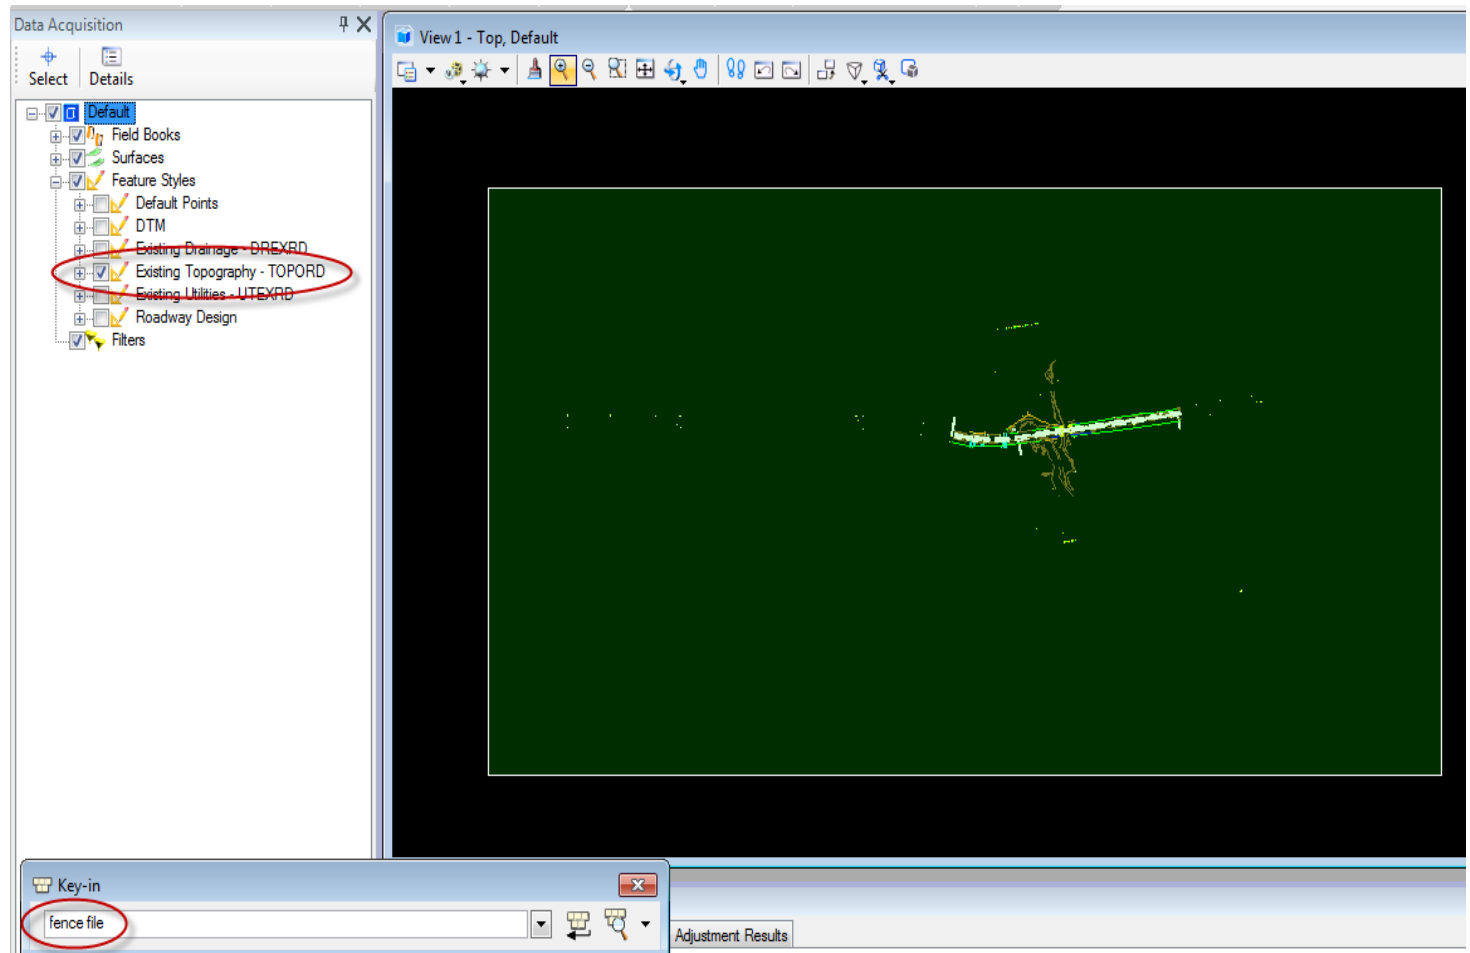 Data Acquisition
Select Details
Default
Field Books
Surfaces
Feature Styles
Default Points
DTM
Existing Drainage - DREXRD
Existing Topography - TOPORD
Existing Utilities - UTEXRD
Roadway Design
Filters
View 1 - Top, Default
Key-in
fence file
Adjustment Results